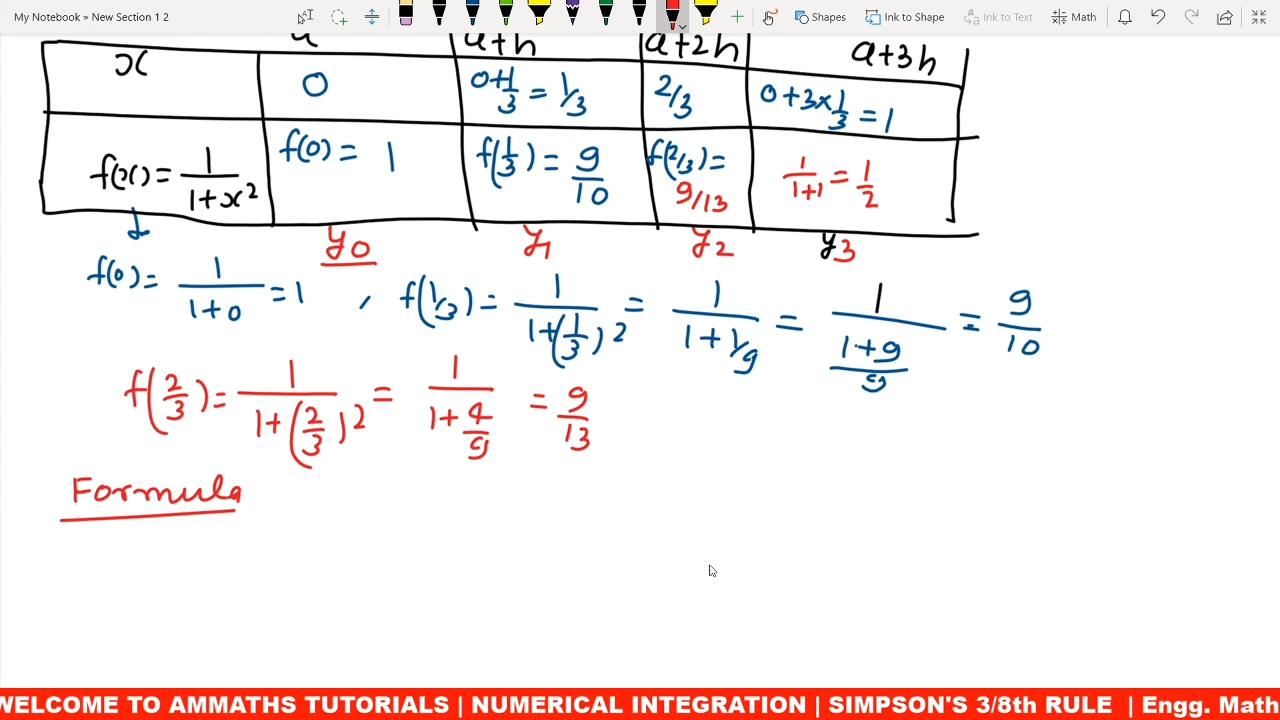 My Notebook » New Section 1 2
Shapes Ink to Shape Ink to Text Math
a a+h a+2h a+3h
x 0 0+1/3 = 1/3 2/3 0+3×1/3 = 1
f(x) = 1/1+x² f(0) = 1 f(1/3) = 9/10 f(2/3) = 9/13 1/1+1 = 1/2
y0 y1 y2 y3
f(0) = 1/1+0 = 1 , f(1/3) = 1/1+(1/3)2 = 1/1+1/9 = 1/1+9/9 = 9/10
f(2/3) = 1/1+(2/3)2 = 1/1+4/9 = 9/13
Formula
WELCOME TO AMMATHS TUTORIALS | NUMERICAL INTEGRATION | SIMPSON'S 3/8th RULE | Engg. Math